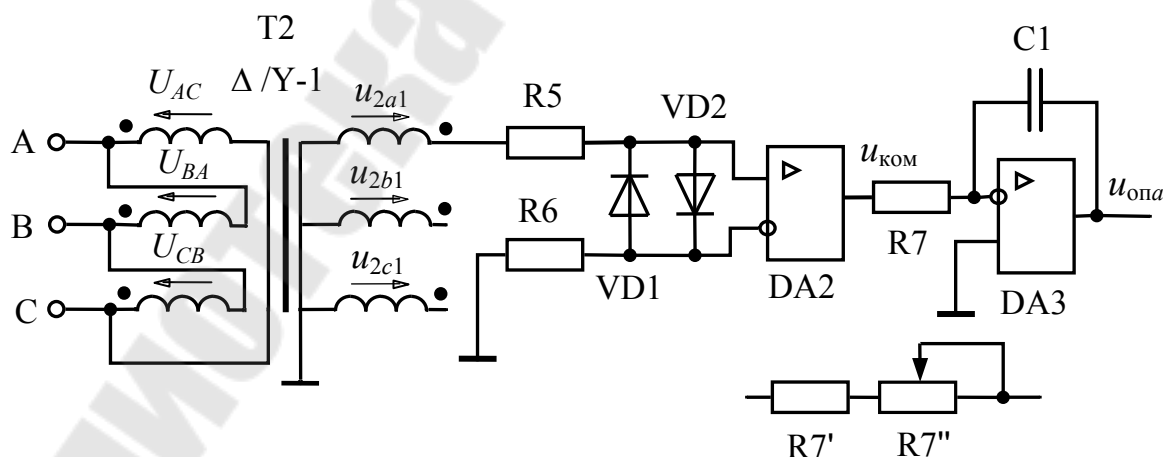 T2
Δ /Y-1
C1
U_AC
u_2a1
R5
VD2
A
U_BA
u_ком
u_опа
u_2b1
R6
B
R7
U_CB
u_2c1
VD1
DA2
DA3
C
R7'
R7"
иотека